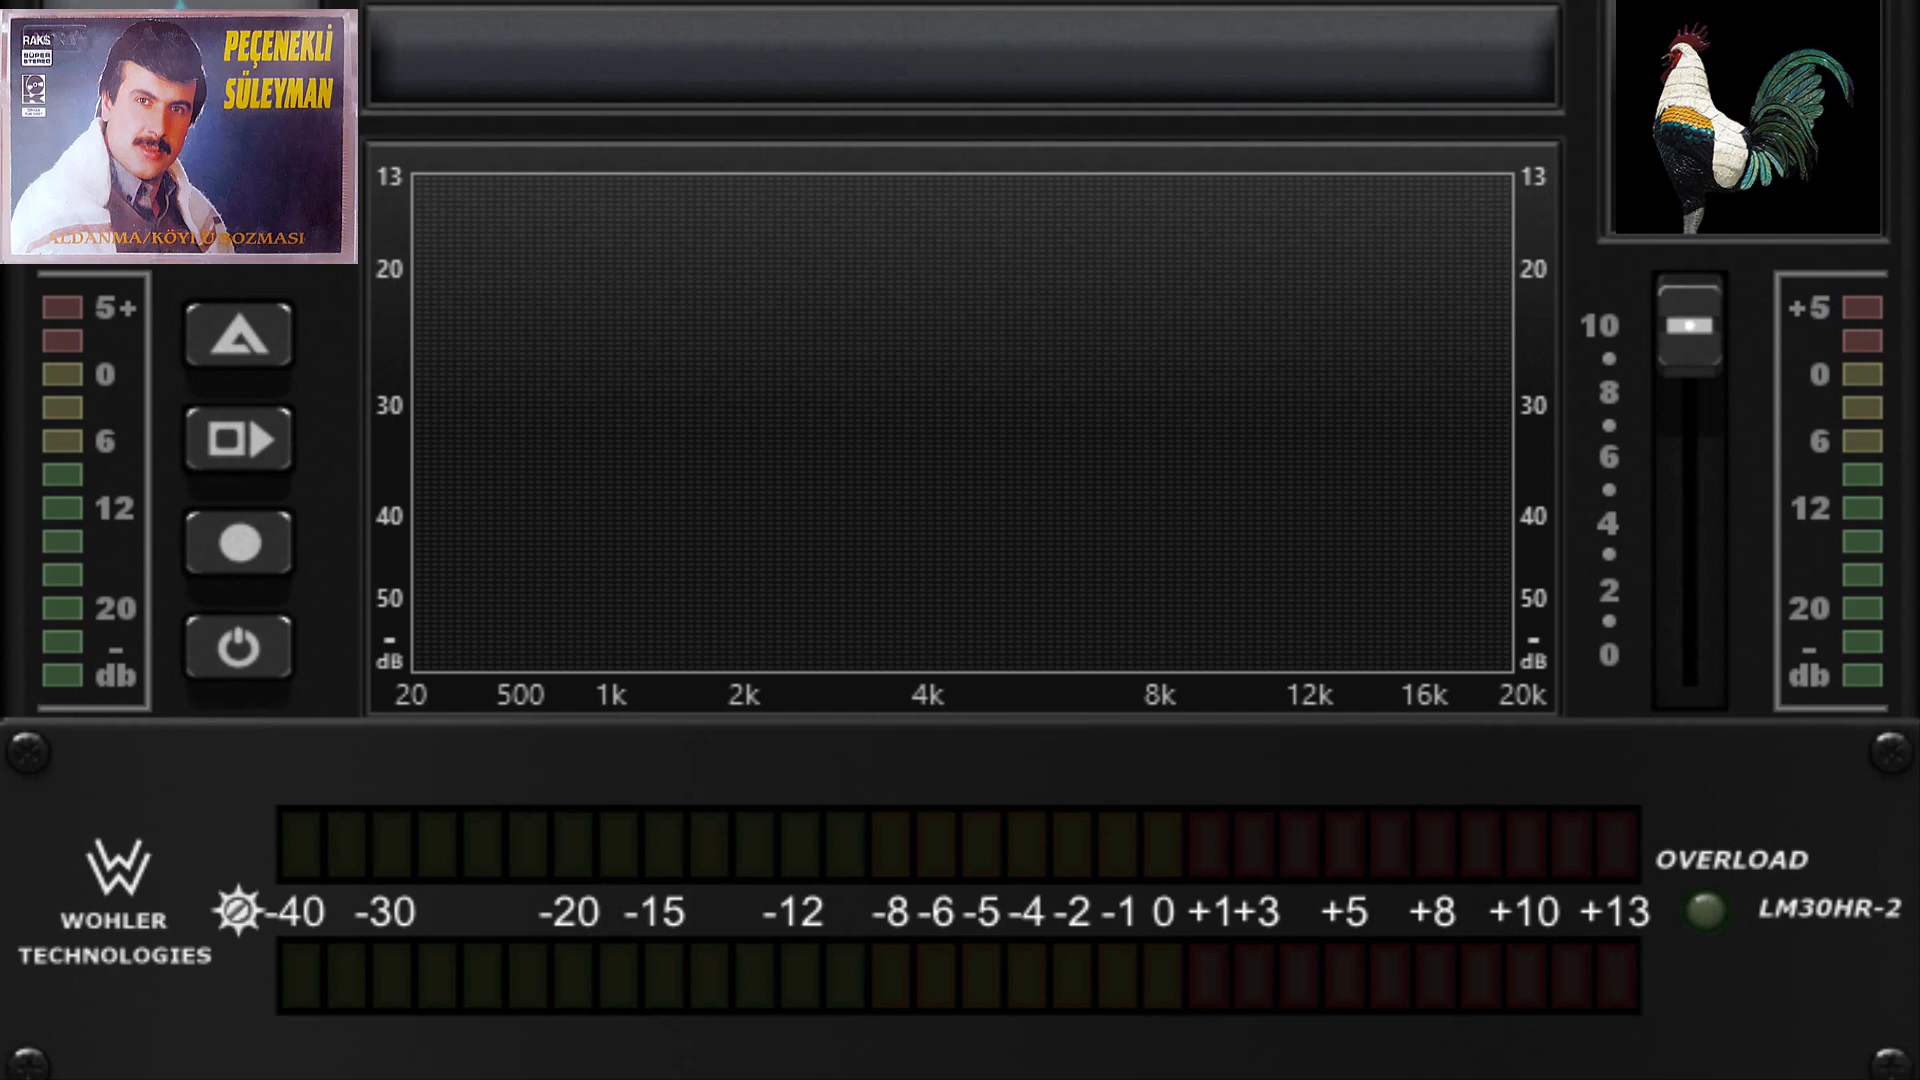 RAKS
SÜPER
STEREO
PEÇENEKLİ
SÜLEYMAN
ALDANMA/KÖYLÜ BOZMASI
5+
0
6
12
20
-
db
13
20
30
40
50
-
dB
13
20
30
40
50
-
dB
20 500 1k 2k 4k 8k 12k 16k 20k
10
8
6
4
2
0
+5
0
6
12
20
-
db
WOHLER
TECHNOLOGIES
-40 -30 -20 -15 -12 -8 -6 -5 -4 -2 -1 0 +1 +3 +5 +8 +10 +13
OVERLOAD
LM30HR-2